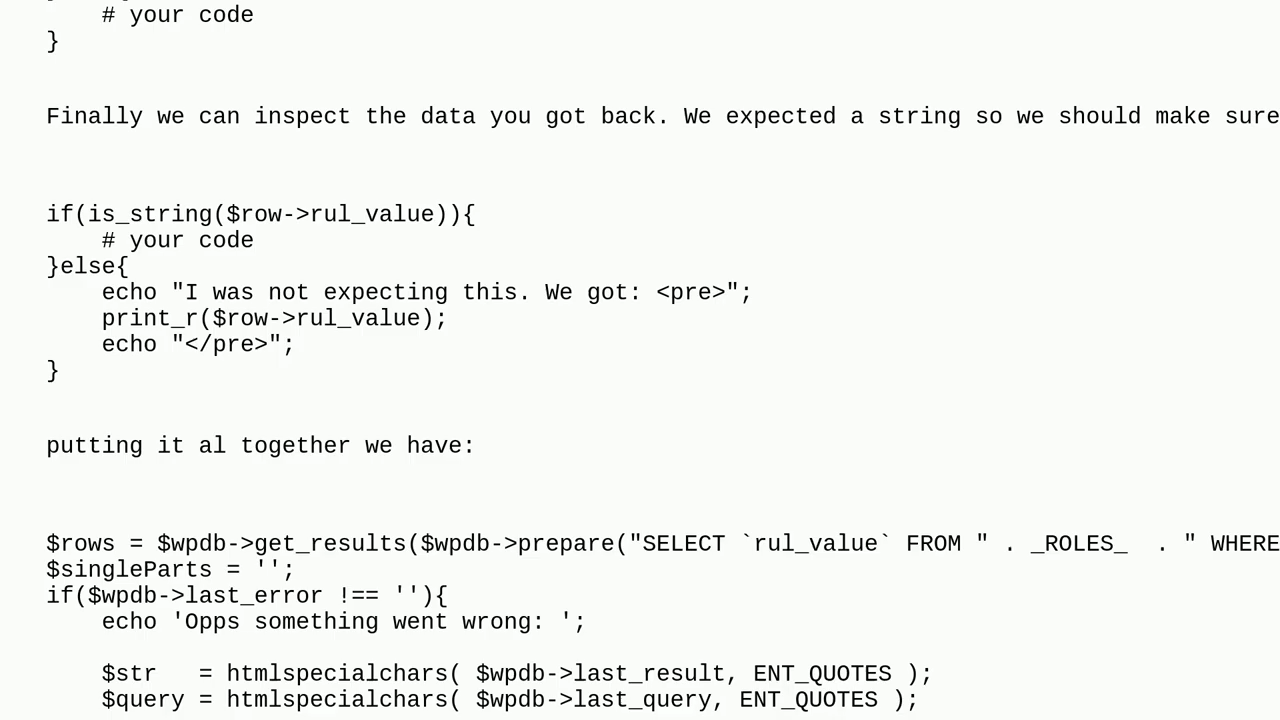 # your code
}
Finally we can inspect the data you got back. We expected a string so we should make sure
if(is_string($row->rul_value)){
    # your code
}else{
    echo "I was not expecting this. We got: <pre>";
    print_r($row->rul_value);
    echo "</pre>";
}
putting it al together we have:
$rows = $wpdb->get_results($wpdb->prepare("SELECT `rul_value` FROM " . _ROLES_  . " WHERE
$singleParts = '';
if($wpdb->last_error !== ''){
    echo 'Opps something went wrong: ';
    $str   = htmlspecialchars( $wpdb->last_result, ENT_QUOTES );
    $query = htmlspecialchars( $wpdb->last_query, ENT_QUOTES );